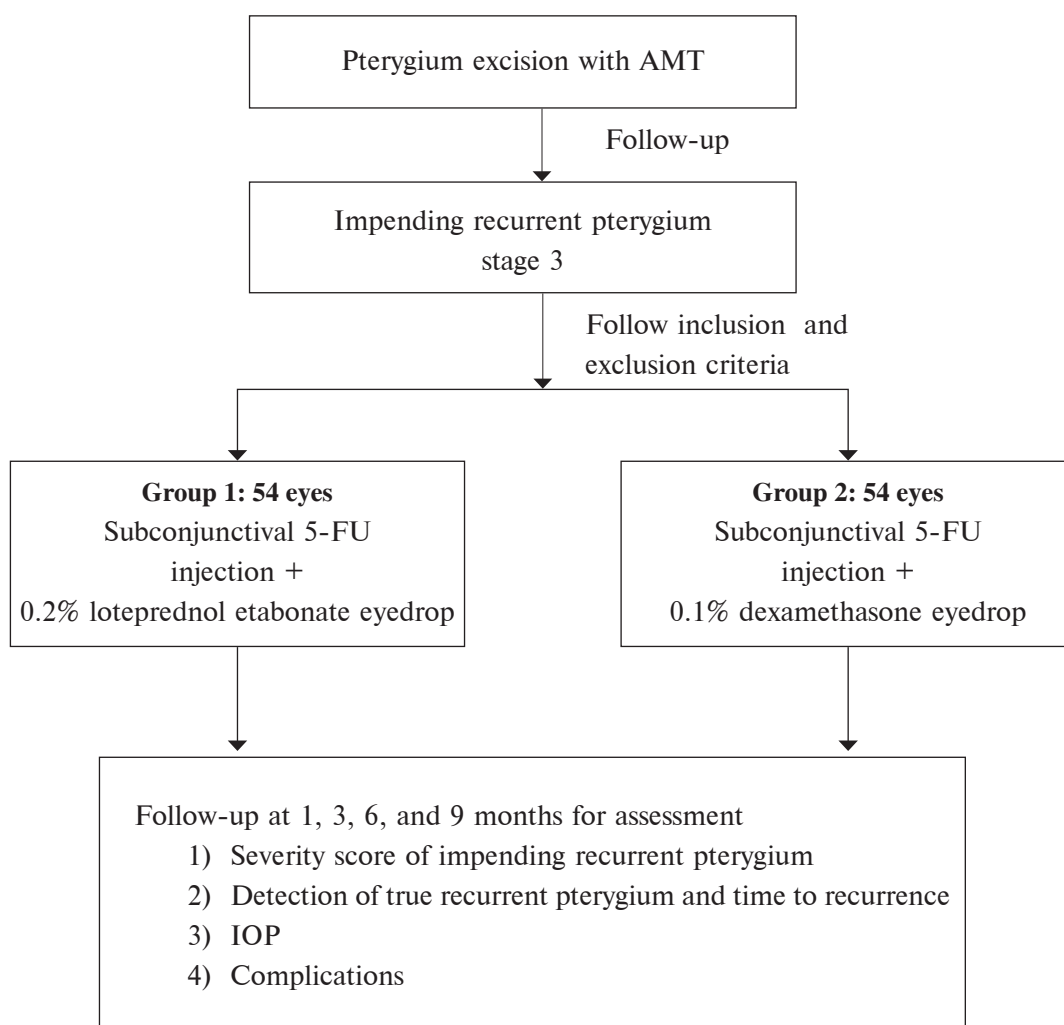 Pterygium excision with AMT
Follow-up
Impending recurrent pterygium
stage 3
Follow inclusion and
exclusion criteria
Group 1: 54 eyes
Subconjunctival 5-FU
injection +
0.2% loteprednol etabonate eyedrop
Group 2: 54 eyes
Subconjunctival 5-FU
injection +
0.1% dexamethasone eyedrop
Follow-up at 1, 3, 6, and 9 months for assessment
1) Severity score of impending recurrent pterygium
2) Detection of true recurrent pterygium and time to recurrence
3) IOP
4) Complications